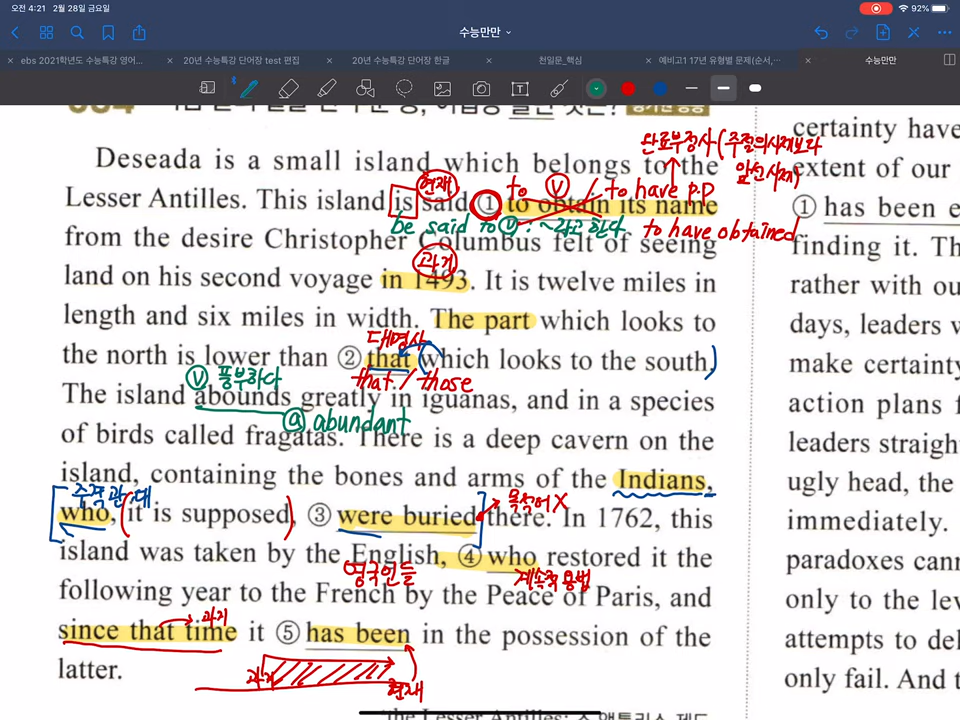 오전 4:21 2월 28일 금요일
92%
수능만만
ebs 2021학년도 수능특강 영어...
20년 수능특강 단어장 test 편집
20년 수능특강 단어장 한글
천일문_핵심
예비고1 17년 유형별 문제(순서,...
수능만만
단료부정사(주절의시제보다
앞선시제)
Deseada is a small island which belongs to the
현재 to V / to have p.p
Lesser Antilles. This island is said ① to obtain its name
be said to V : ~라고 한다. to have obtained
from the desire Christopher Columbus felt of seeing
과거
land on his second voyage in 1493. It is twelve miles in
length and six miles in width. The part which looks to
대명사
the north is lower than ② that (which looks to the south.)
V 풍부하다 that / those
The island abounds greatly in iguanas, and in a species
ⓐ abundant
of birds called fragatas. There is a deep cavern on the
island, containing the bones and arms of the Indians,
주격 관·대 목적어 X
who, (it is supposed), ③ were buried there. In 1762, this
island was taken by the English, ④ who restored it the
영국인들 계속적 용법
following year to the French by the Peace of Paris, and
과거
since that time it ⑤ has been in the possession of the
latter.
과거 현재
certainty have
extent of our
① has been e
finding it. Th
rather with ou
days, leaders w
make certainty
action plans f
leaders straigh
ugly head, the
immediately.
paradoxes cann
only to the lev
attempts to del
only fail. And t